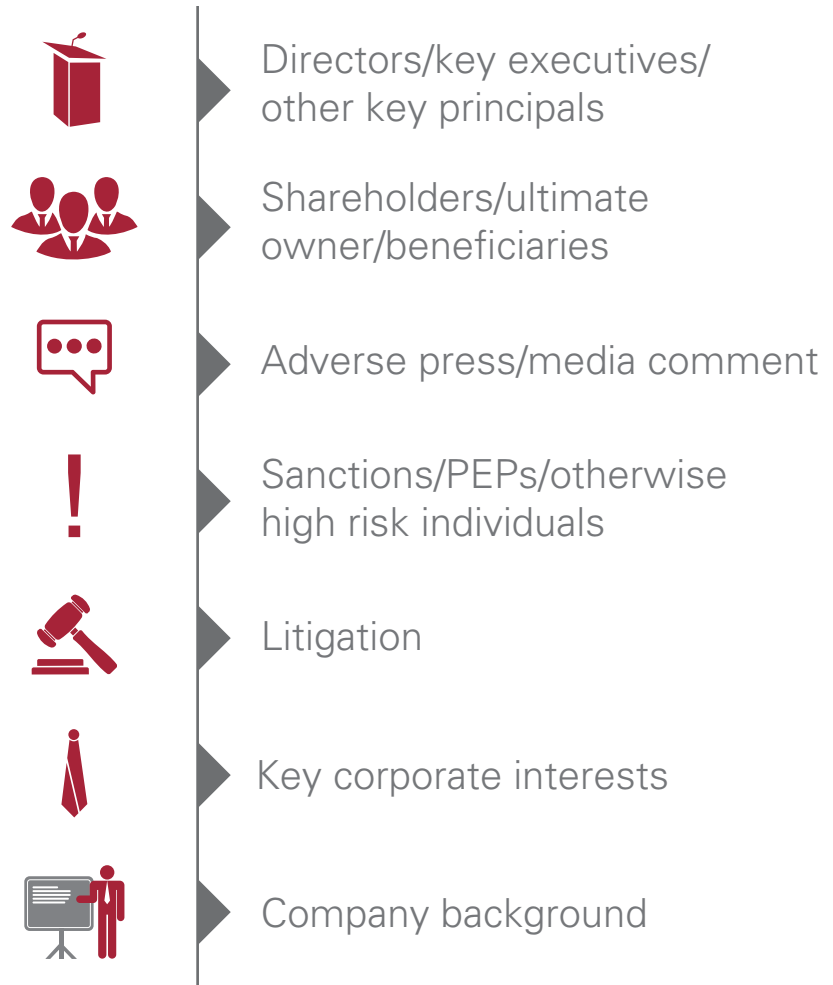 Directors/key executives/
other key principals
Shareholders/ultimate
owner/beneficiaries
Adverse press/media comment
Sanctions/PEPs/otherwise
high risk individuals
Litigation
Key corporate interests
Company background